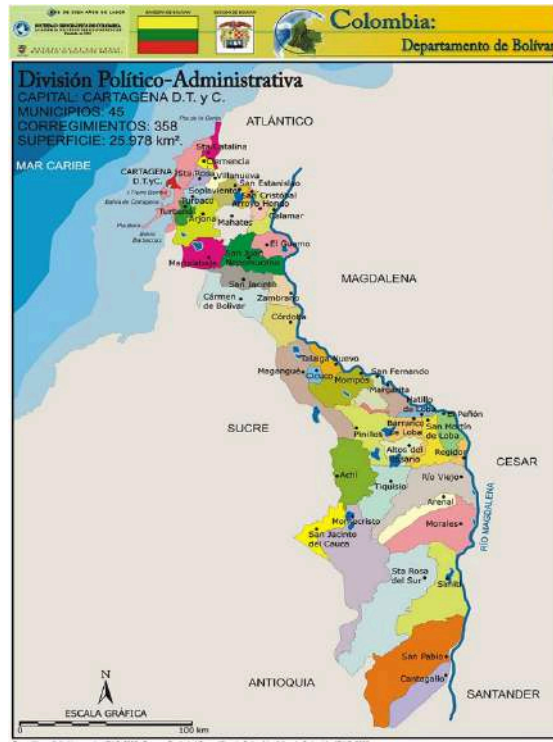 Colombia:
Departamento de Bolívar
División Político-Administrativa
CAPITAL: CARTAGENA D.T. y C.
MUNICIPIOS: 45
CORREGIMIENTOS: 358
SUPERFICIE: 25.978 km².
ATLÁNTICO
MAR CARIBE
Sta Catalina
Clemencia
CARTAGENA
D.T.yC.
Sta Rosa
Villanueva
San Estanislao
Soplaviento
San Cristóbal
Turbaco
Arroyo Hondo
Turbaná
Calamar
Arjona
Mahates
El Guamo
San Juan
Nepomuceno
San Jacinto
MAGDALENA
Cármen
de Bolívar
Zambrano
Córdoba
Talaigua Nuevo
Magangué
Cicuco
San Fernando
Mompós
Margarita
Hatillo
de Loba
El Peñón
SUCRE
Pinillos
Barranco
de Loba
San Martín
de Loba
Altos del
Regidor
CESAR
Achí
Tiquisio
Río Viejo
Arenal
Montecristo
Morales
RÍO MAGDALENA
San Jacinto
del Cauca
Sta Rosa
del Sur
Simití
San Pablo
Cantagallo
ANTIOQUIA
SANTANDER
N
ESCALA GRÁFICA
0
100 km